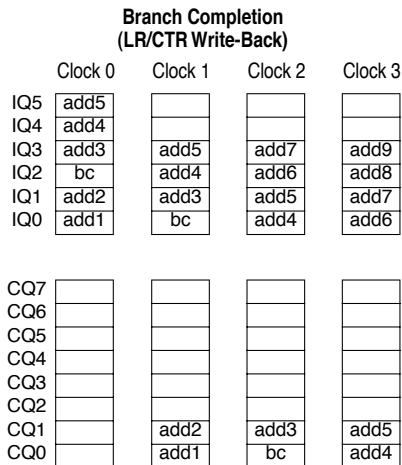 Branch Completion
(LR/CTR Write-Back)
Clock 0 Clock 1 Clock 2 Clock 3
IQ5 add5
IQ4 add4
IQ3 add3 add5 add7 add9
IQ2 bc add4 add6 add8
IQ1 add2 add3 add5 add7
IQ0 add1 bc add4 add6
CQ7
CQ6
CQ5
CQ4
CQ3
CQ2
CQ1 add2 add3 add5
CQ0 add1 bc add4